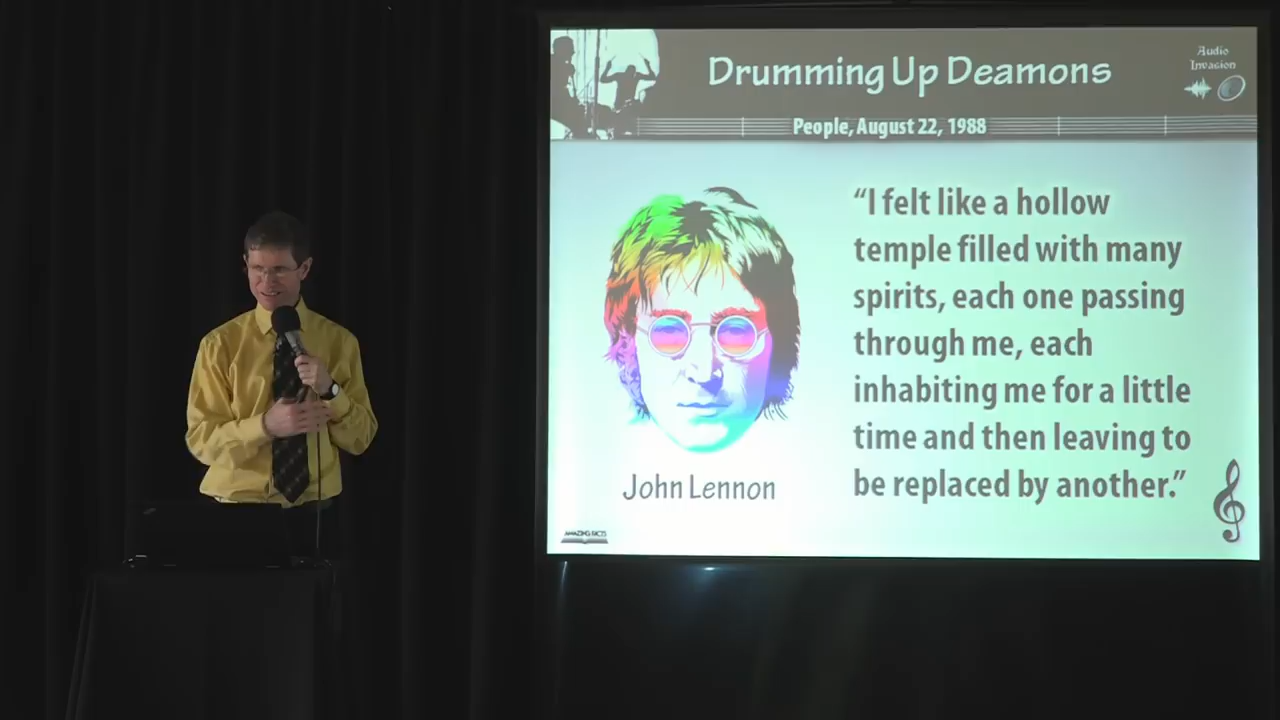 Drumming Up Deamons
Audio
Invasion
People, August 22, 1988
“I felt like a hollow
temple filled with many
spirits, each one passing
through me, each
inhabiting me for a little
time and then leaving to
be replaced by another.”
John Lennon
AMAZING FACTS